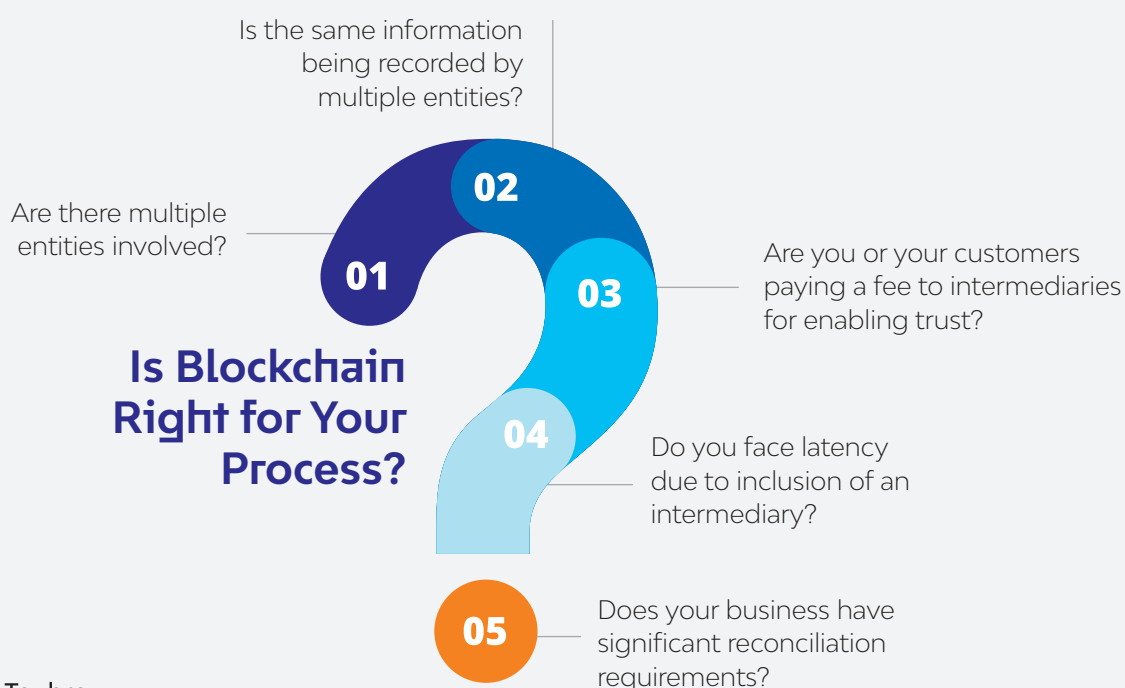 Is the same information
being recorded by
multiple entities?
02
Are there multiple
entities involved?
01
03
Are you or your customers
paying a fee to intermediaries
for enabling trust?
Is Blockchain
Right for Your
Process?
04
Do you face latency
due to inclusion of an
intermediary?
05
Does your business have
significant reconciliation
requirements?